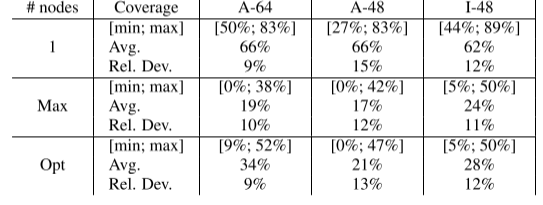 # nodes Coverage A-64 A-48 I-48
[min; max] [50%; 83%] [27%; 83%] [44%; 89%]
1 Avg. 66% 66% 62%
Rel. Dev. 9% 15% 12%
[min; max] [0%; 38%] [0%; 42%] [5%; 50%]
Max Avg. 19% 17% 24%
Rel. Dev. 10% 12% 11%
[min; max] [9%; 52%] [0%; 47%] [5%; 50%]
Opt Avg. 34% 21% 28%
Rel. Dev. 9% 13% 12%